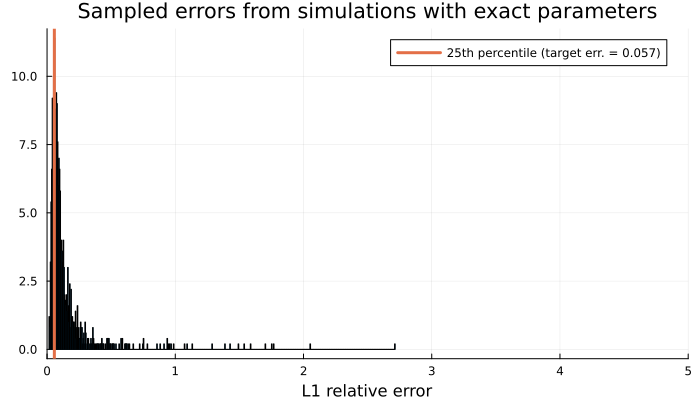 Sampled errors from simulations with exact parameters
25th percentile (target err. = 0.057)
10.0
7.5
5.0
2.5
0.0
0 1 2 3 4 5
L1 relative error